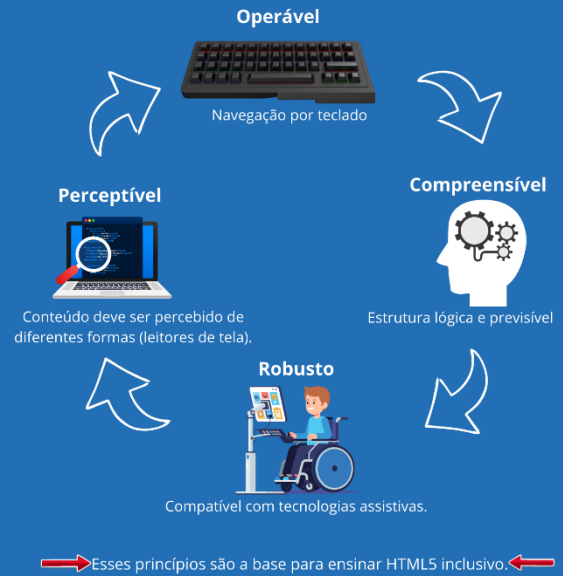 Operável
Navegação por teclado
Perceptível
Conteúdo deve ser percebido de
diferentes formas (leitores de tela).
Compreensível
Estrutura lógica e previsível
Robusto
Compatível com tecnologias assistivas.
Esses princípios são a base para ensinar HTML5 inclusivo.